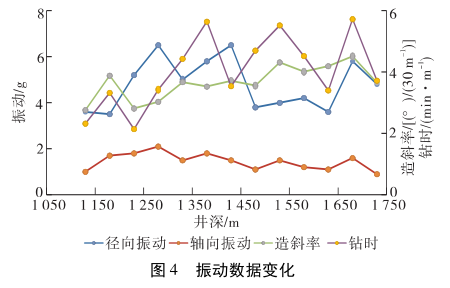 8
6
4
2
0
振动/g
6
4
2
0
造斜率/[(°)/(30 m⁻¹)]
钻时/(min·m⁻¹)
1 050 1 150 1 250 1 350 1 450 1 550 1 650 1 750
井深/m
径向振动 轴向振动 造斜率 钻时
图 4 振动数据变化